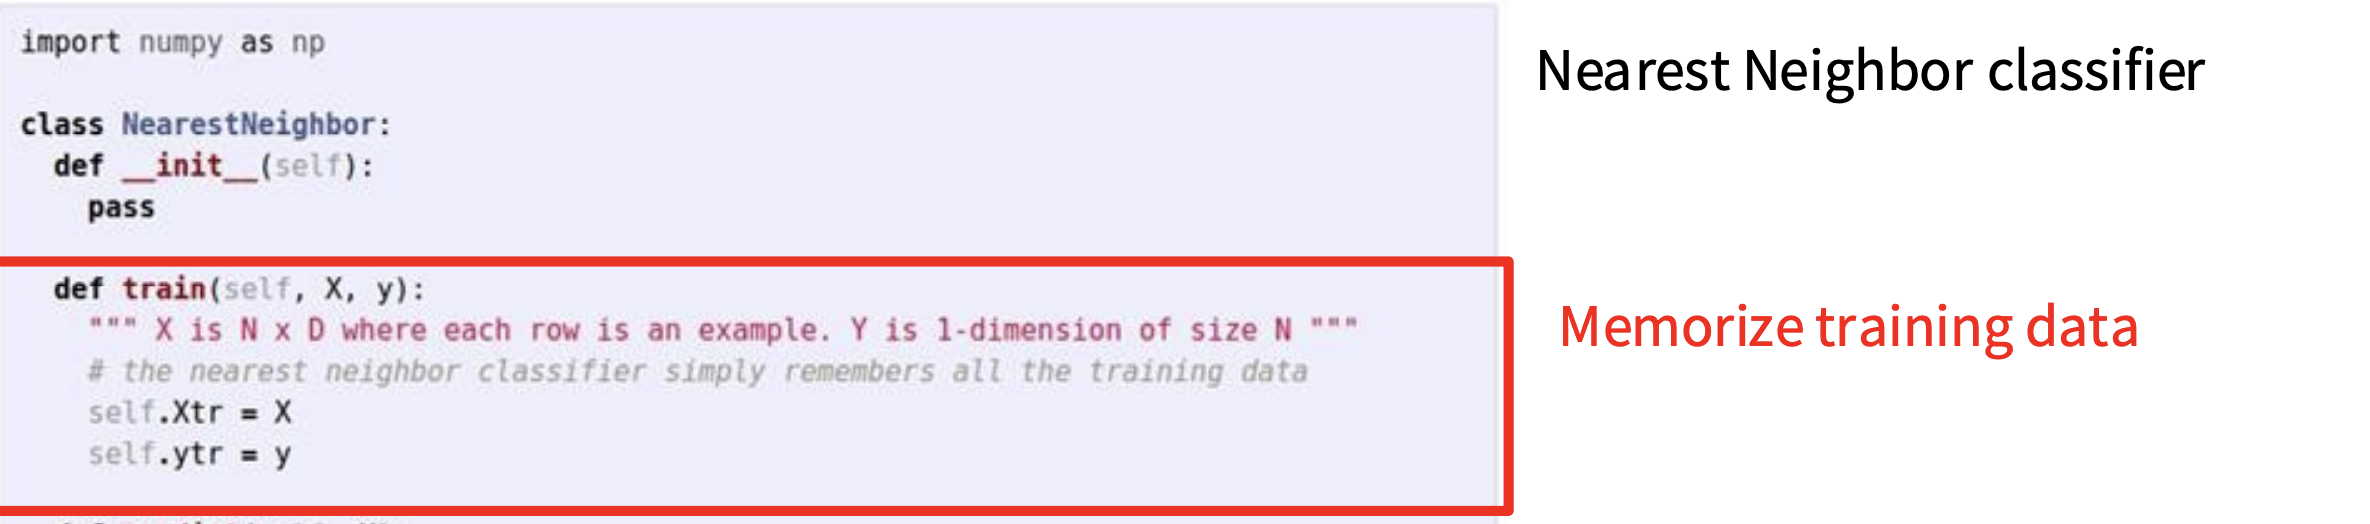 import numpy as np
Nearest Neighbor classifier
class NearestNeighbor:
def __init__(self):
pass
def train(self, X, y):
""" X is N x D where each row is an example. Y is 1-dimension of size N """
Memorize training data
# the nearest neighbor classifier simply remembers all the training data
self.Xtr = X
self.ytr = y